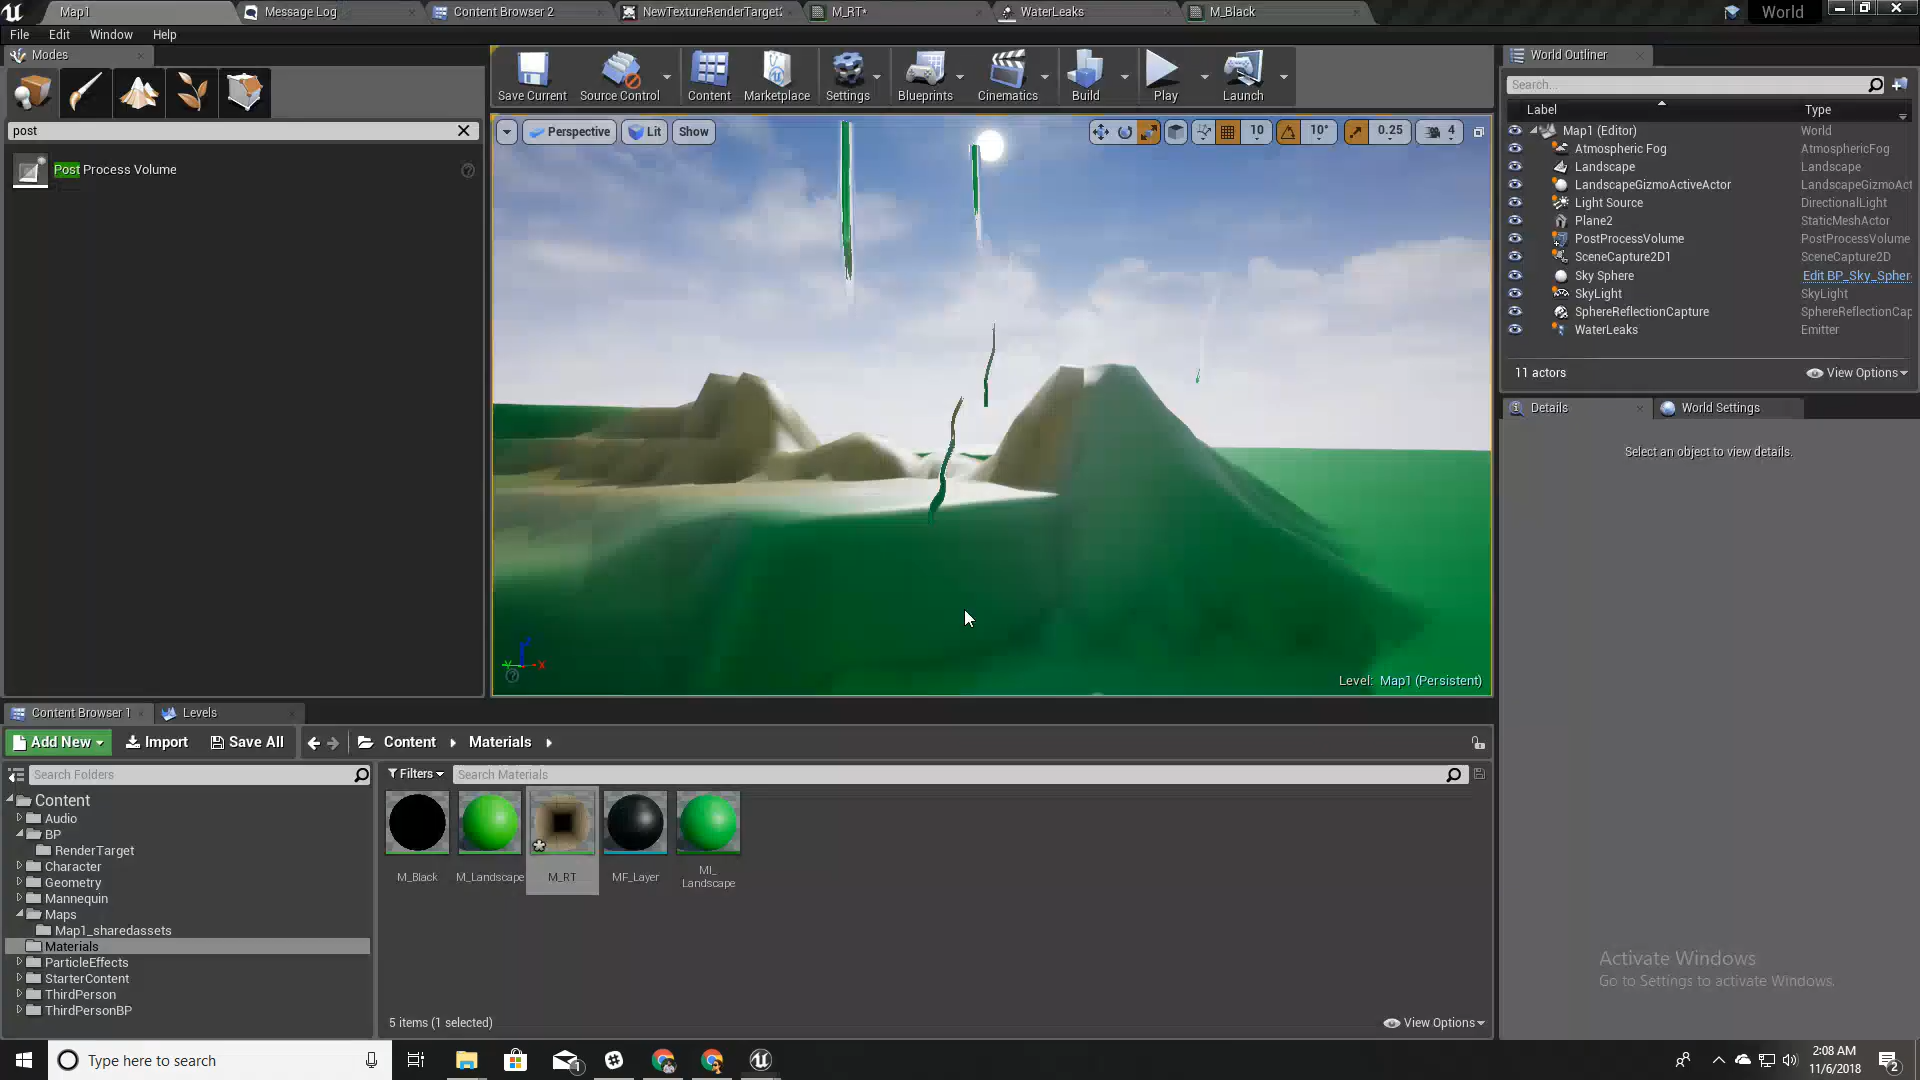 Map1 Message Log Content Browser 2 NewTextureRenderTarget2 M_RT* WaterLeaks M_Black World
File Edit Window Help
Modes
post
Post Process Volume
Save Current Source Control Content Marketplace Settings Blueprints Cinematics Build Play Launch
Perspective Lit Show 10 10° 0.25 4
Level: Map1 (Persistent)
World Outliner
Search...
Label Type
Map1 (Editor) World
Atmospheric Fog AtmosphericFog
Landscape Landscape
LandscapeGizmoActiveActor LandscapeGizmoAct
Light Source DirectionalLight
Plane2 StaticMeshActor
PostProcessVolume PostProcessVolume
SceneCapture2D1 SceneCapture2D
Sky Sphere Edit BP_Sky_Spher
SkyLight SkyLight
SphereReflectionCapture SphereReflectionCap
WaterLeaks Emitter
11 actors View Options
Details World Settings
Select an object to view details.
Content Browser 1 Levels
Add New Import Save All Content Materials
Search Folders
Filters Search Materials
Content
Audio
BP
RenderTarget
Character
Geometry
Mannequin
Maps
Map1_sharedassets
Materials
ParticleEffects
StarterContent
ThirdPerson
ThirdPersonBP
M_Black M_Landscape M_RT MF_Layer MI_
Landscape
5 items (1 selected) View Options
Activate Windows
Go to Settings to activate Windows.
Type here to search
1
2:08 AM
11/6/2018
2